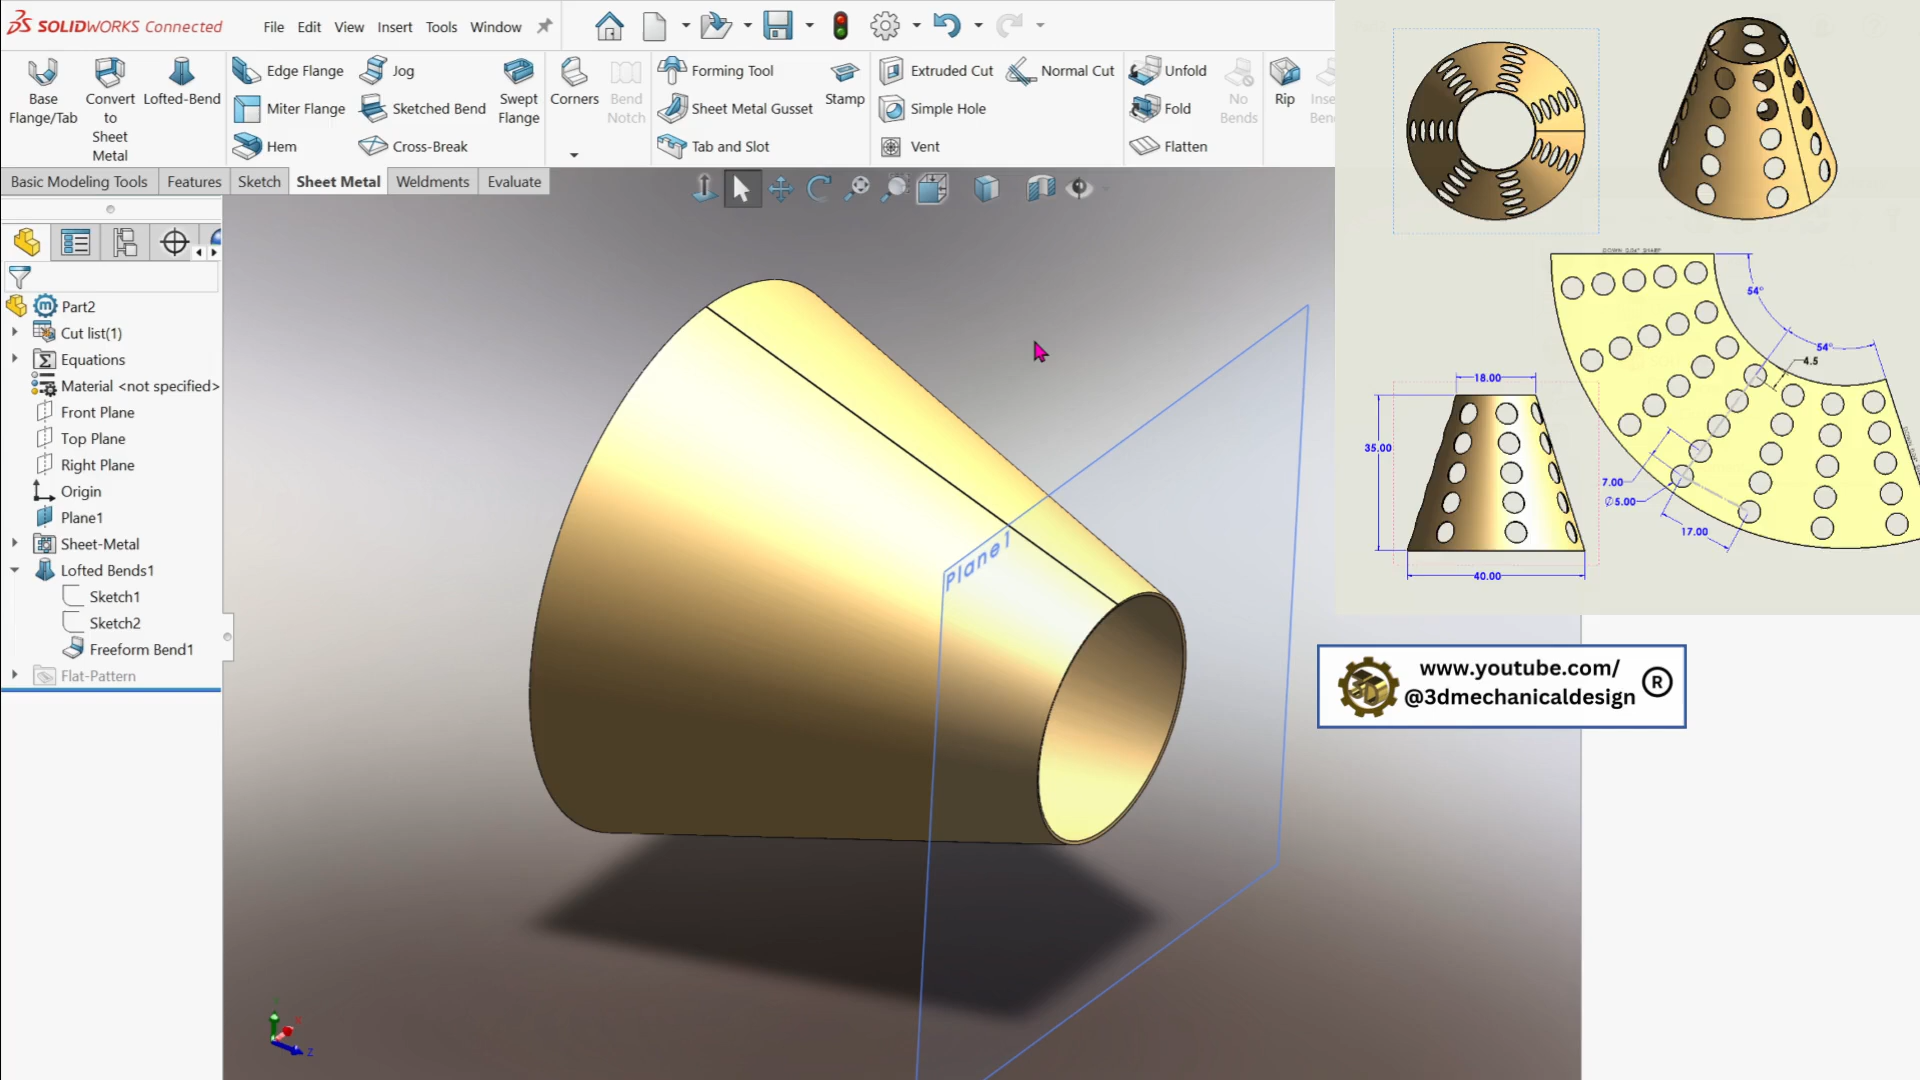 SOLIDWORKS Connected
File Edit View Insert Tools Window
Base Flange/Tab
Convert to Sheet Metal
Lofted-Bend
Edge Flange
Miter Flange
Hem
Jog
Sketched Bend
Cross-Break
Swept Flange
Corners
Bend Notch
Forming Tool
Sheet Metal Gusset
Tab and Slot
Stamp
Extruded Cut
Simple Hole
Vent
Normal Cut
Unfold
Fold
Flatten
No Bends
Rip
Inse
Ben
Basic Modeling Tools Features Sketch Sheet Metal Weldments Evaluate
Part2
Cut list(1)
Equations
Material <not specified>
Front Plane
Top Plane
Right Plane
Origin
Plane1
Sheet-Metal
Lofted Bends1
Sketch1
Sketch2
Freeform Bend1
Flat-Pattern
Plane1
Z
54°
54°
4.5
18.00
35.00
7.00
Ø5.00
17.00
40.00
www.youtube.com/
@3dmechanicaldesign
®